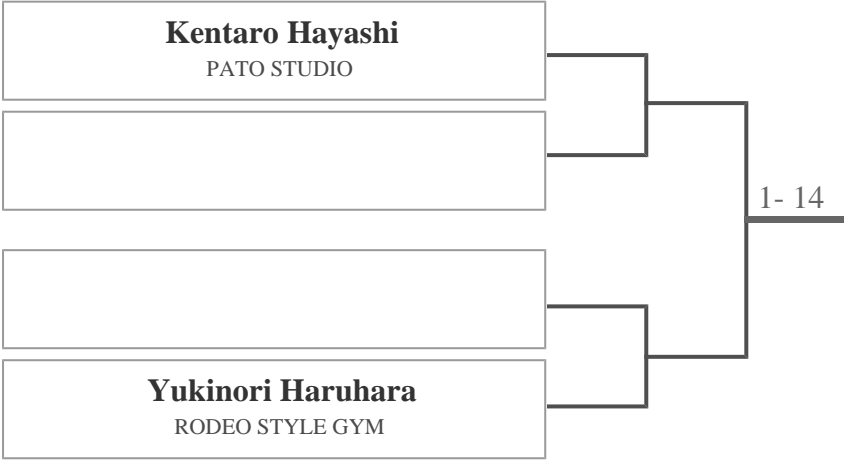 Kentaro Hayashi
PATO STUDIO
1- 14
Yukinori Haruhara
RODEO STYLE GYM